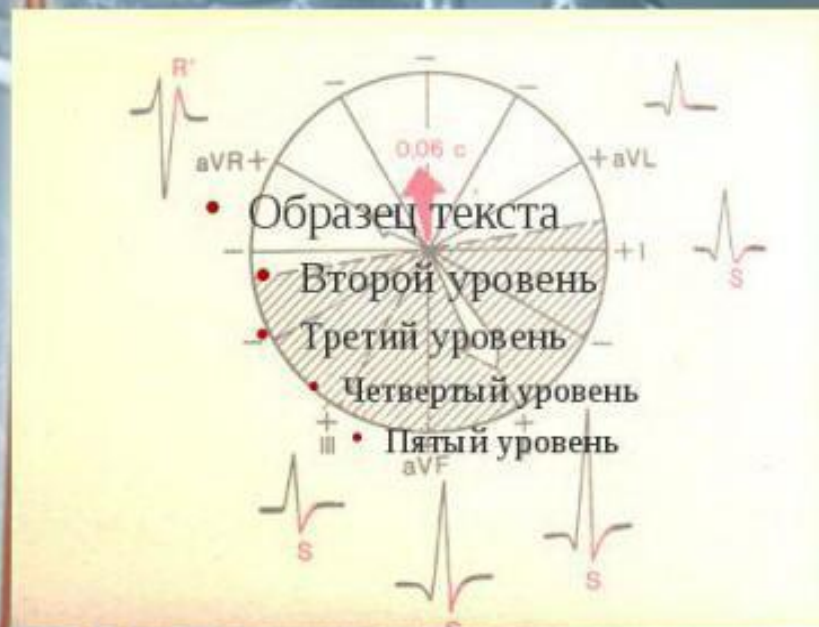 R'
0,06 с
aVR+
+aVL
• Образец текста
+I
• Второй уровень
S
• Третий уровень
• Четвертый уровень
III
• Пятый уровень
aVF
S
S
S